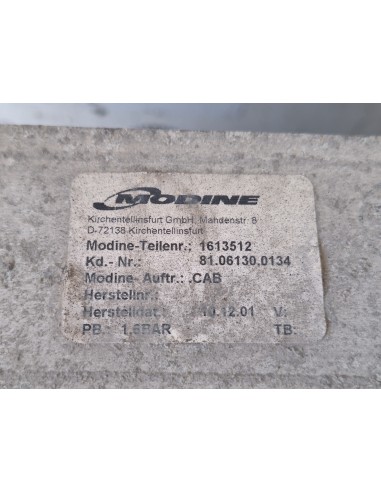 MODINE
Kirchentellinsfurt GmbH, Mahdenstr. 8
D-72138 Kirchentellinsfurt
Modine-Teilenr.: 1613512
Kd.- Nr.: 81.06130.0134
Modine- Auftr.: .CAB
Herstellnr.:
Herstelldat.: 10.12.01 V:
PB: 1,6BAR TB: